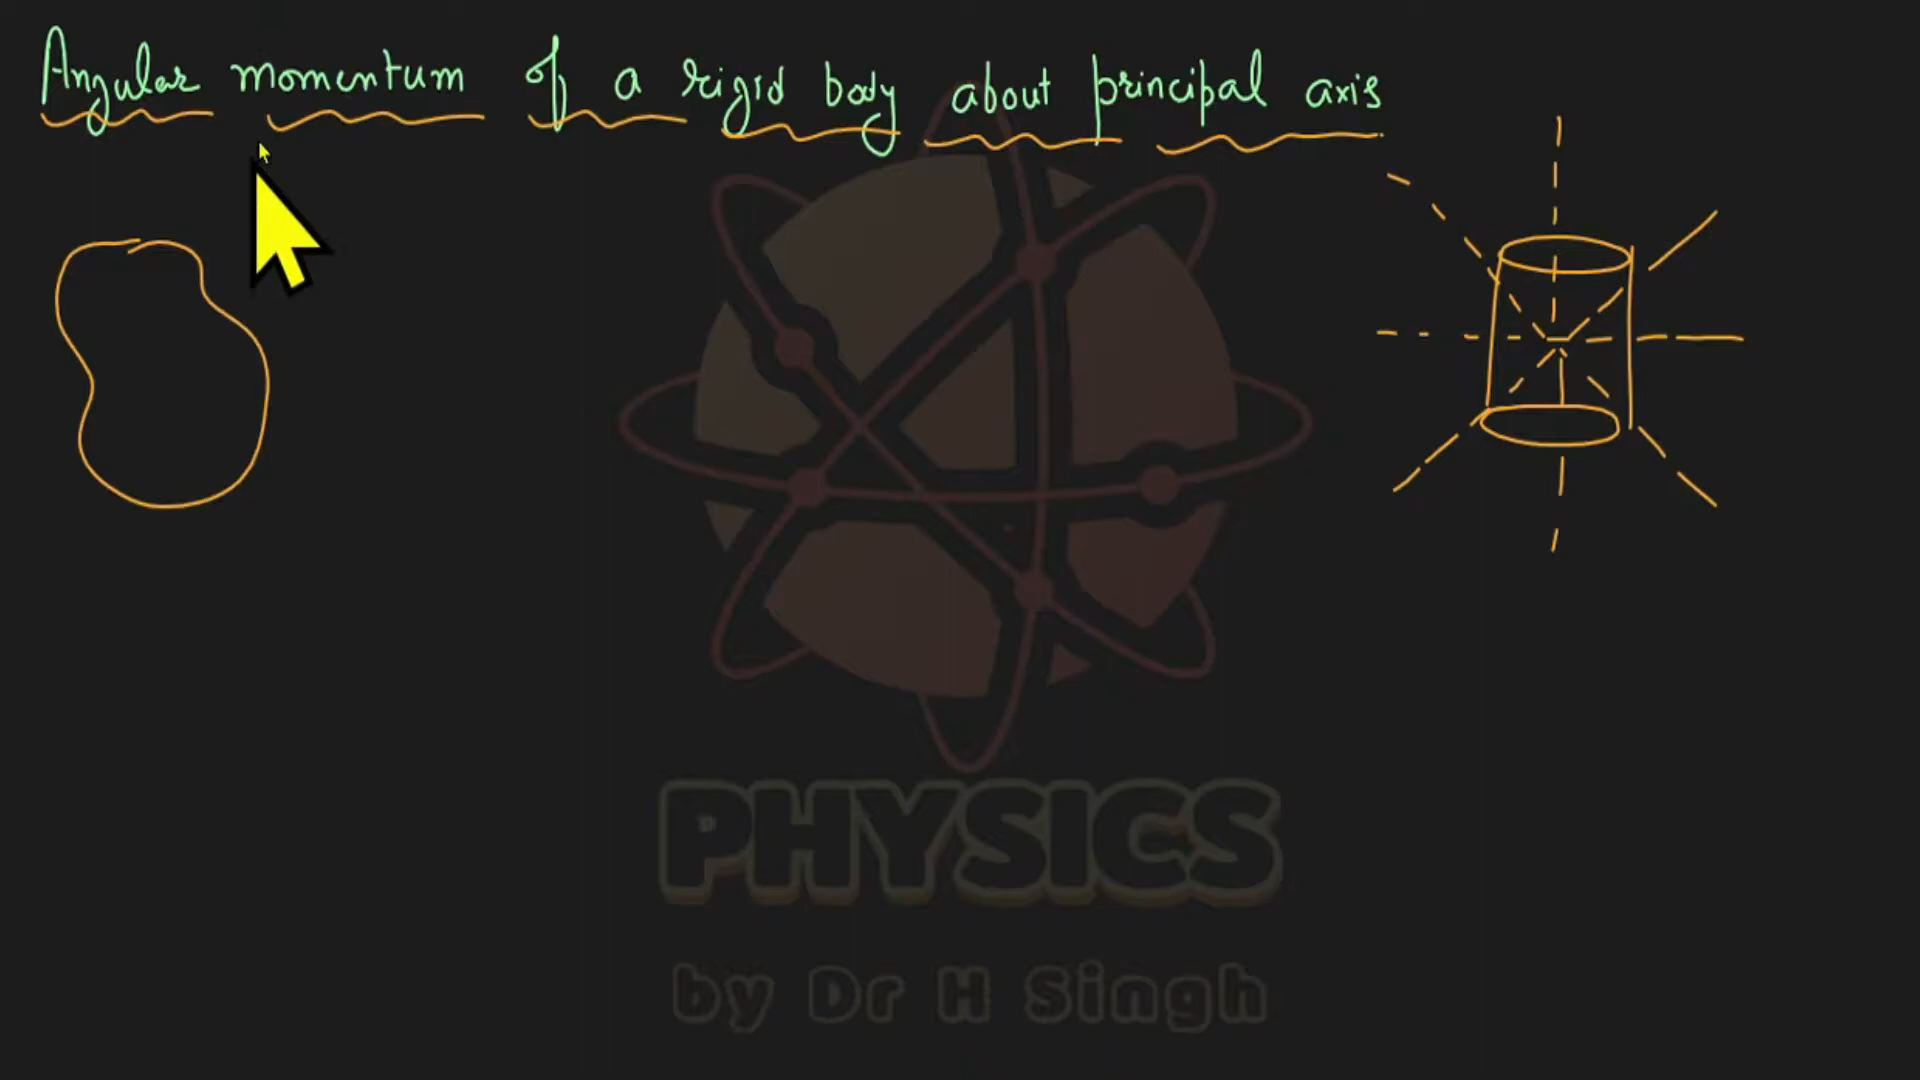 Angular momentum of a rigid body about principal axis
PHYSICS
by Dr H Singh